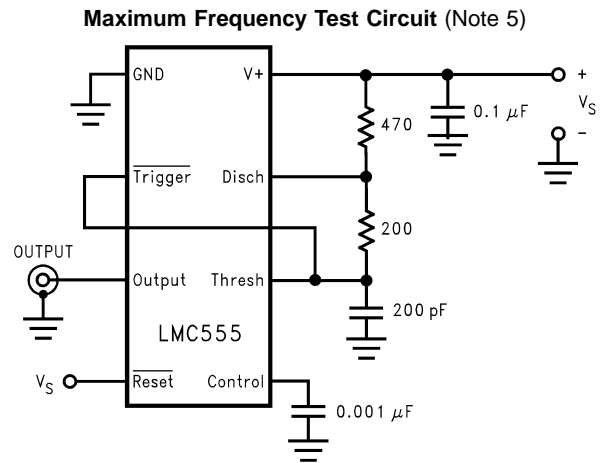 Maximum Frequency Test Circuit (Note 5)
GND
V+
+
470
0.1 μF
V_S
-
Trigger
Disch
200
OUTPUT
Output
Thresh
200 pF
LMC555
V_S
Reset
Control
0.001 μF